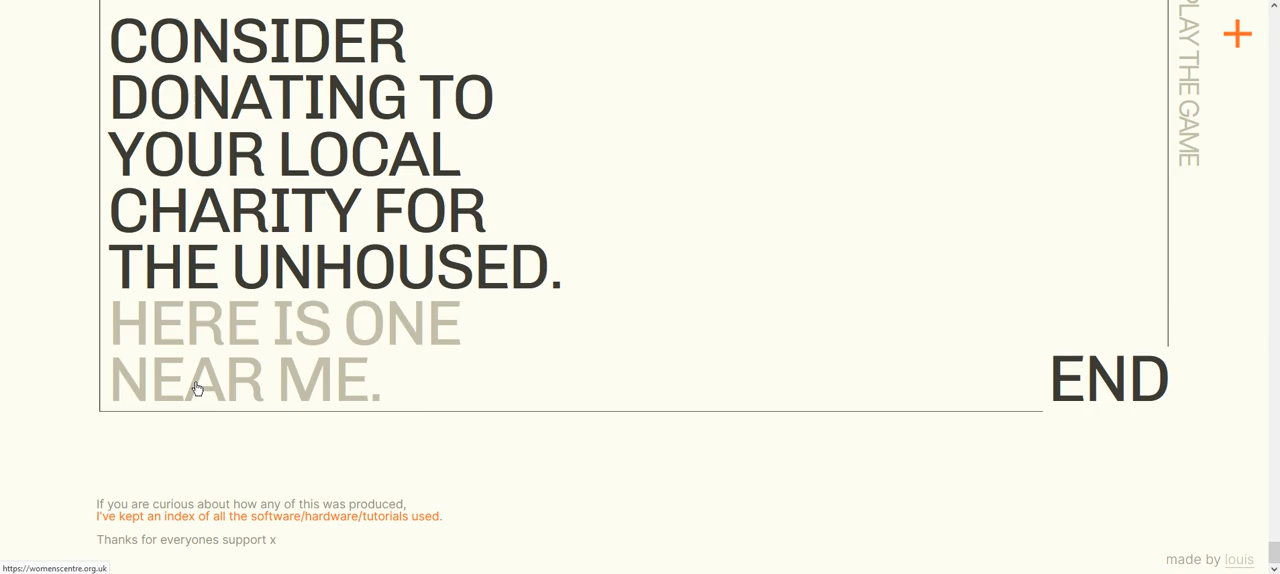 CONSIDER
DONATING TO
YOUR LOCAL
CHARITY FOR
THE UNHOUSED.
HERE IS ONE
NEAR ME.
END
PLAY THE GAME
If you are curious about how any of this was produced,
I've kept an index of all the software/hardware/tutorials used.
Thanks for everyones support x
made by louis
https://womenscentre.org.uk